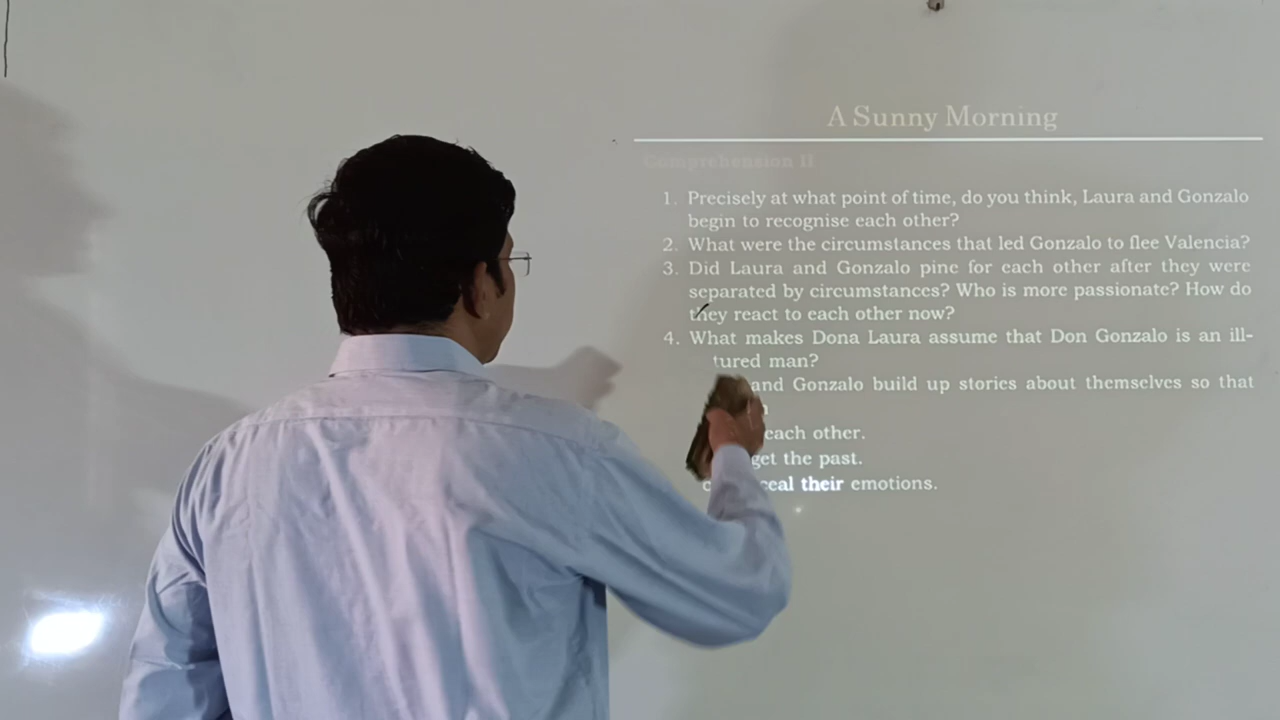 A Sunny Morning
Comprehension II
1. Precisely at what point of time, do you think, Laura and Gonzalo
begin to recognise each other?
2. What were the circumstances that led Gonzalo to flee Valencia?
3. Did Laura and Gonzalo pine for each other after they were
separated by circumstances? Who is more passionate? How do
they react to each other now?
4. What makes Dona Laura assume that Don Gonzalo is an ill-
tured man?
and Gonzalo build up stories about themselves so that
each other.
get the past.
their emotions.